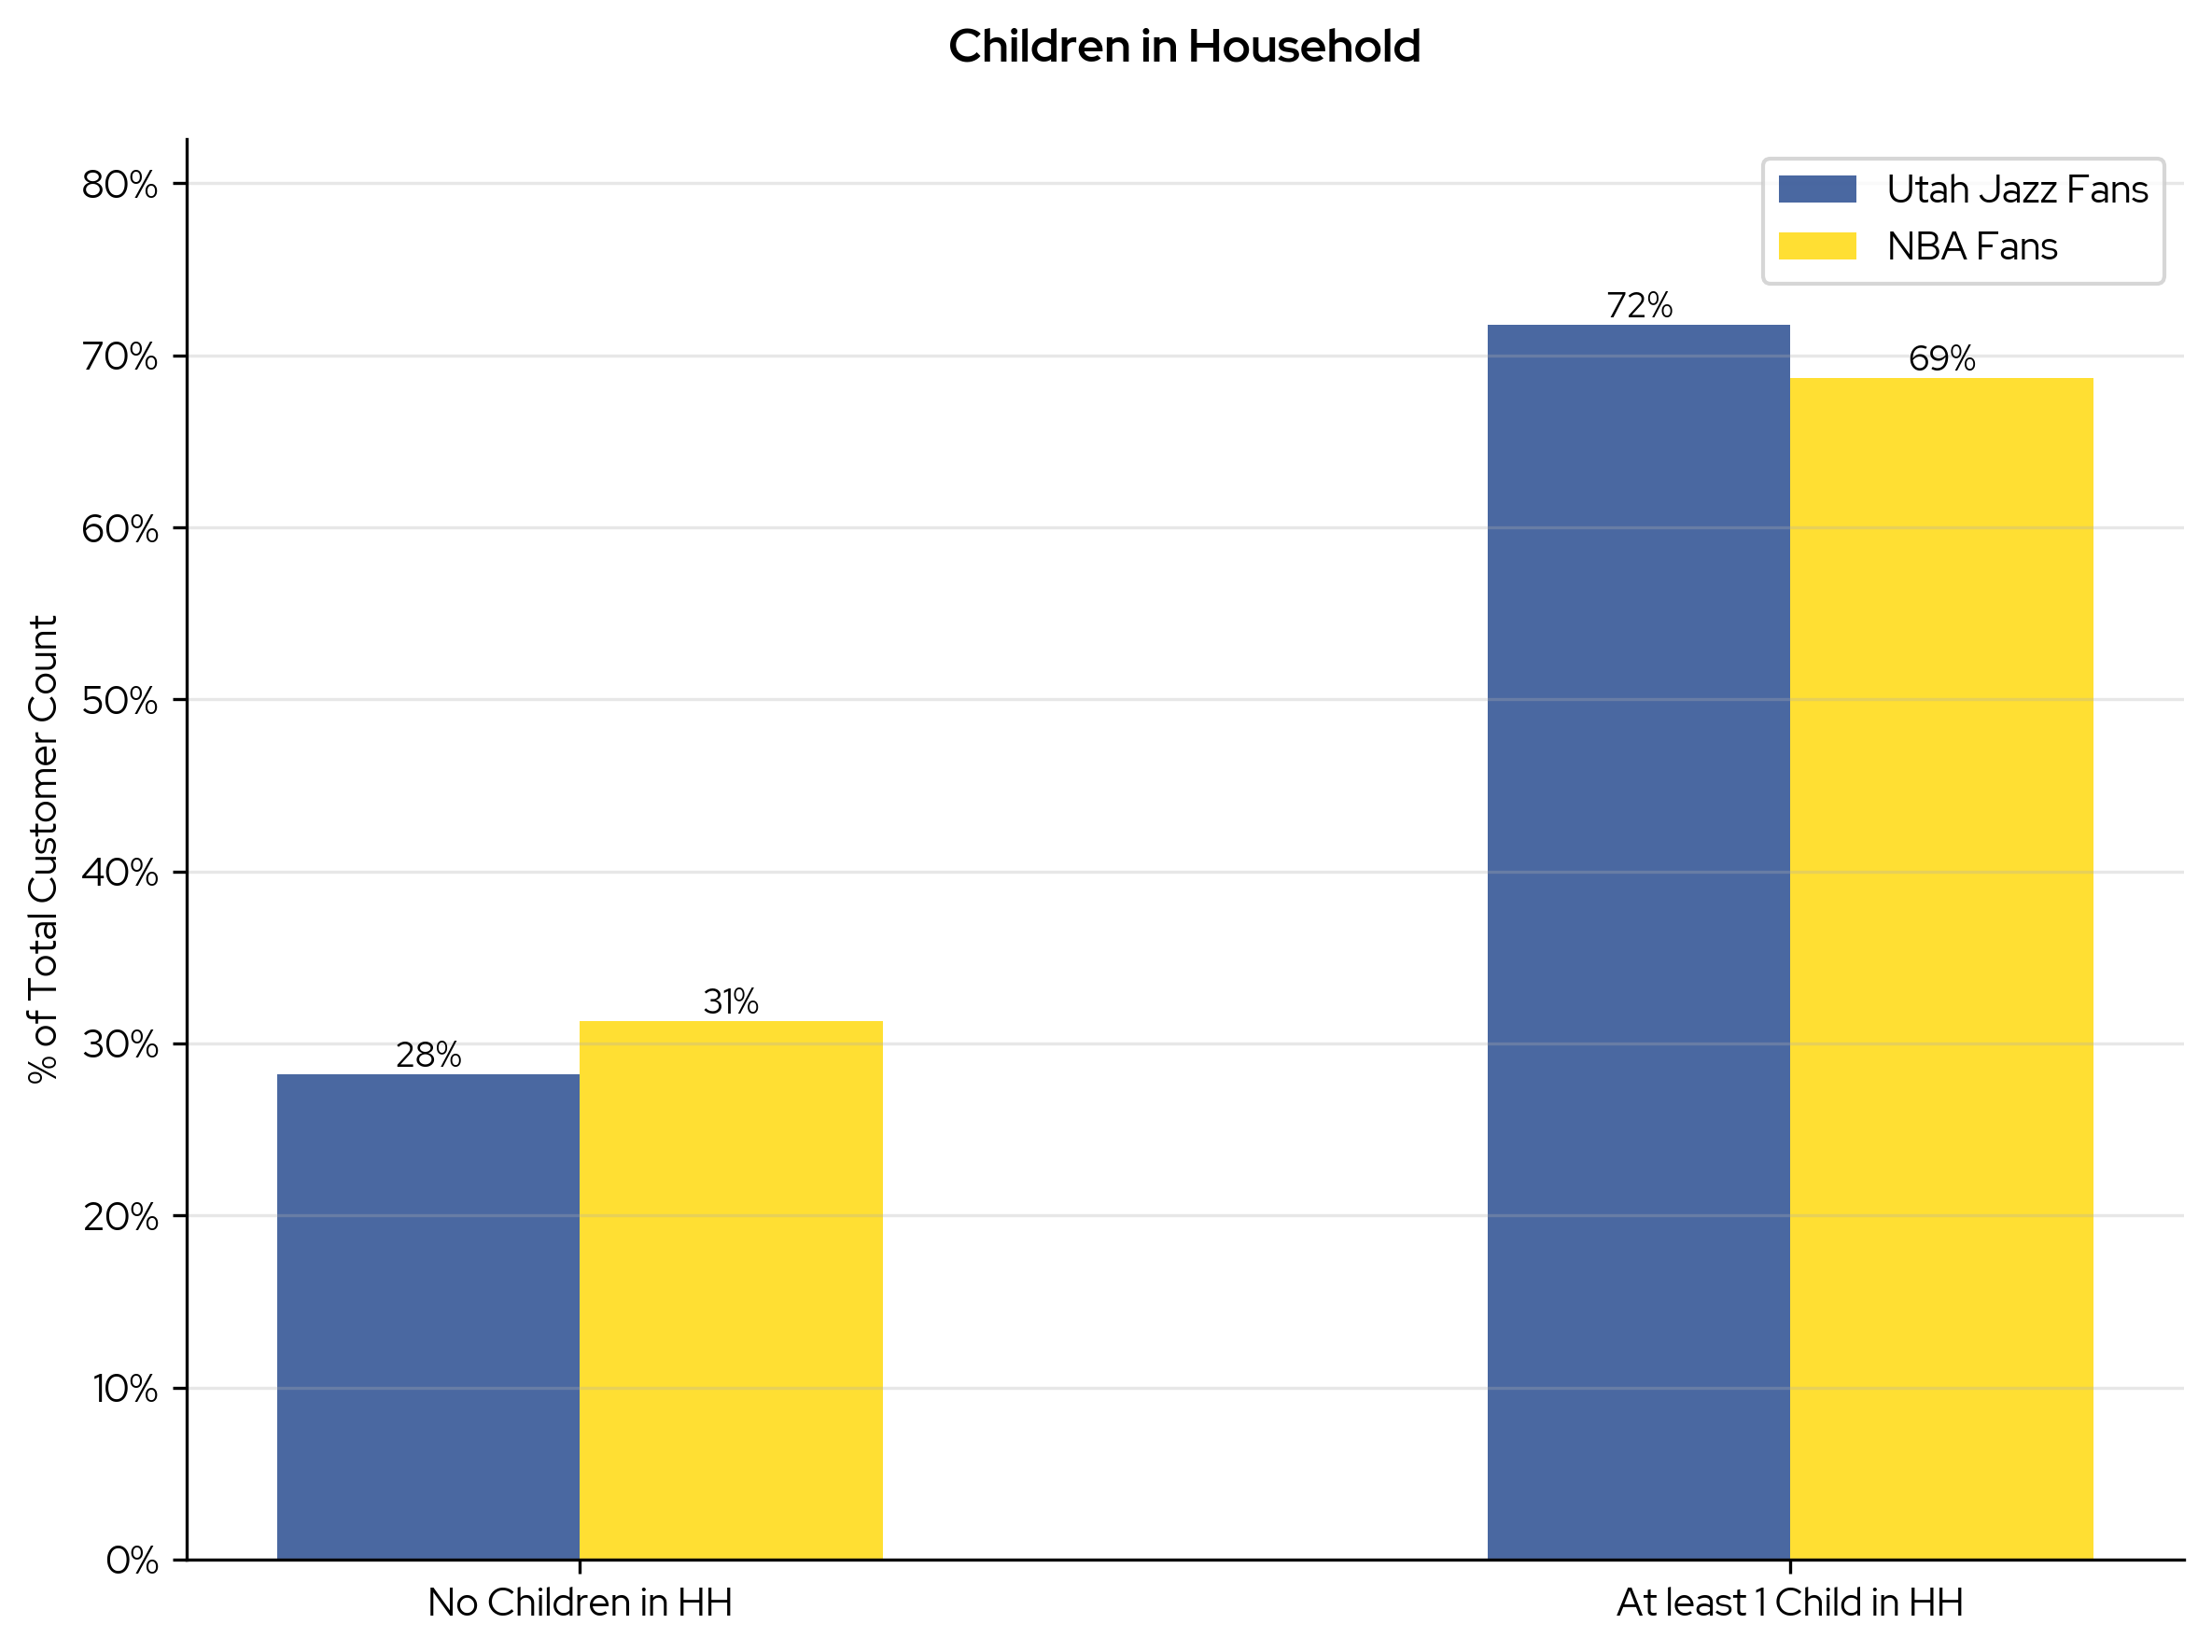 Children in Household
Utah Jazz Fans
NBA Fans
% of Total Customer Count
80%
70%
60%
50%
40%
30%
20%
10%
0%
28%
31%
72%
69%
No Children in HH
At least 1 Child in HH